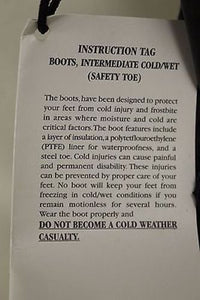 INSTRUCTION TAG
BOOTS, INTERMEDIATE COLD/WET
(SAFETY TOE)
The boots, have been designed to protect
your feet from cold injury and trauma
in areas where moisture and cold are
critical factors. The boot features include
a layer of insulation, a polytetflouroethylene
(PTFE) liner for waterproofness, and a
steel toe. Cold injuries can cause painful
and permanent disability. These injuries
can be prevented by proper care of your
feet. No boot will keep your feet from
freezing in cold/wet conditions if you
remain motionless for several hours.
Wear the boot properly and
DO NOT BECOME A COLD WEATHER
CASUALTY.